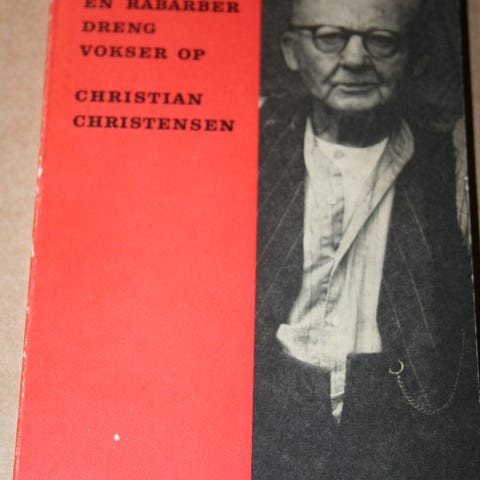 EN RABARBER
DRENG
VOKSER OP
CHRISTIAN
CHRISTENSEN